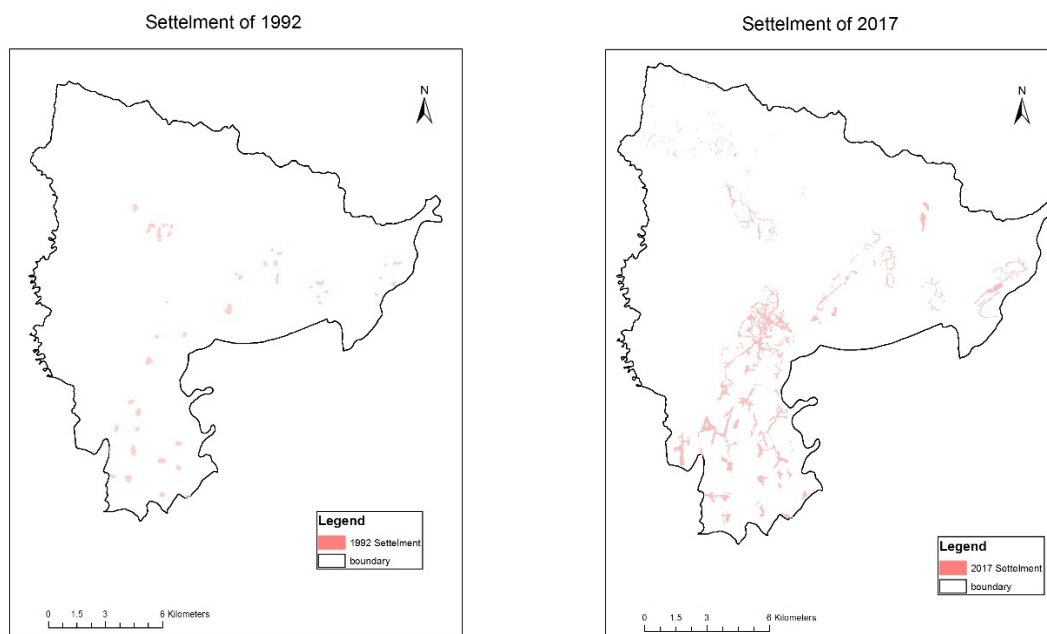 Settelment of 1992
N
Legend
1992 Settelment
boundary
0 1.5 3 6 Kilometers
Settelment of 2017
N
Legend
2017 Settelment
boundary
0 1.5 3 6 Kilometers